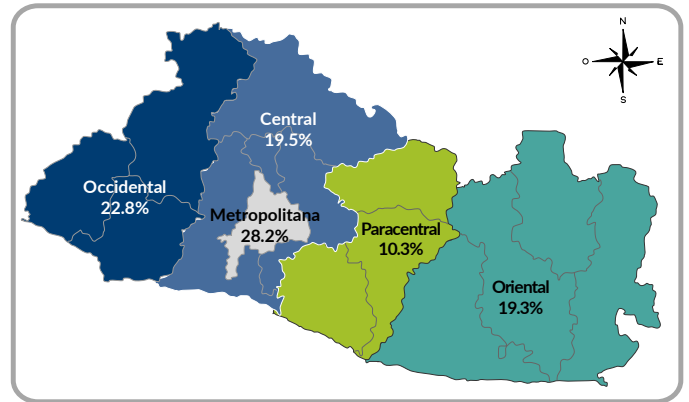 N
O
E
S
Central
19.5%
Occidental
22.8%
Metropolitana
28.2%
Paracentral
10.3%
Oriental
19.3%